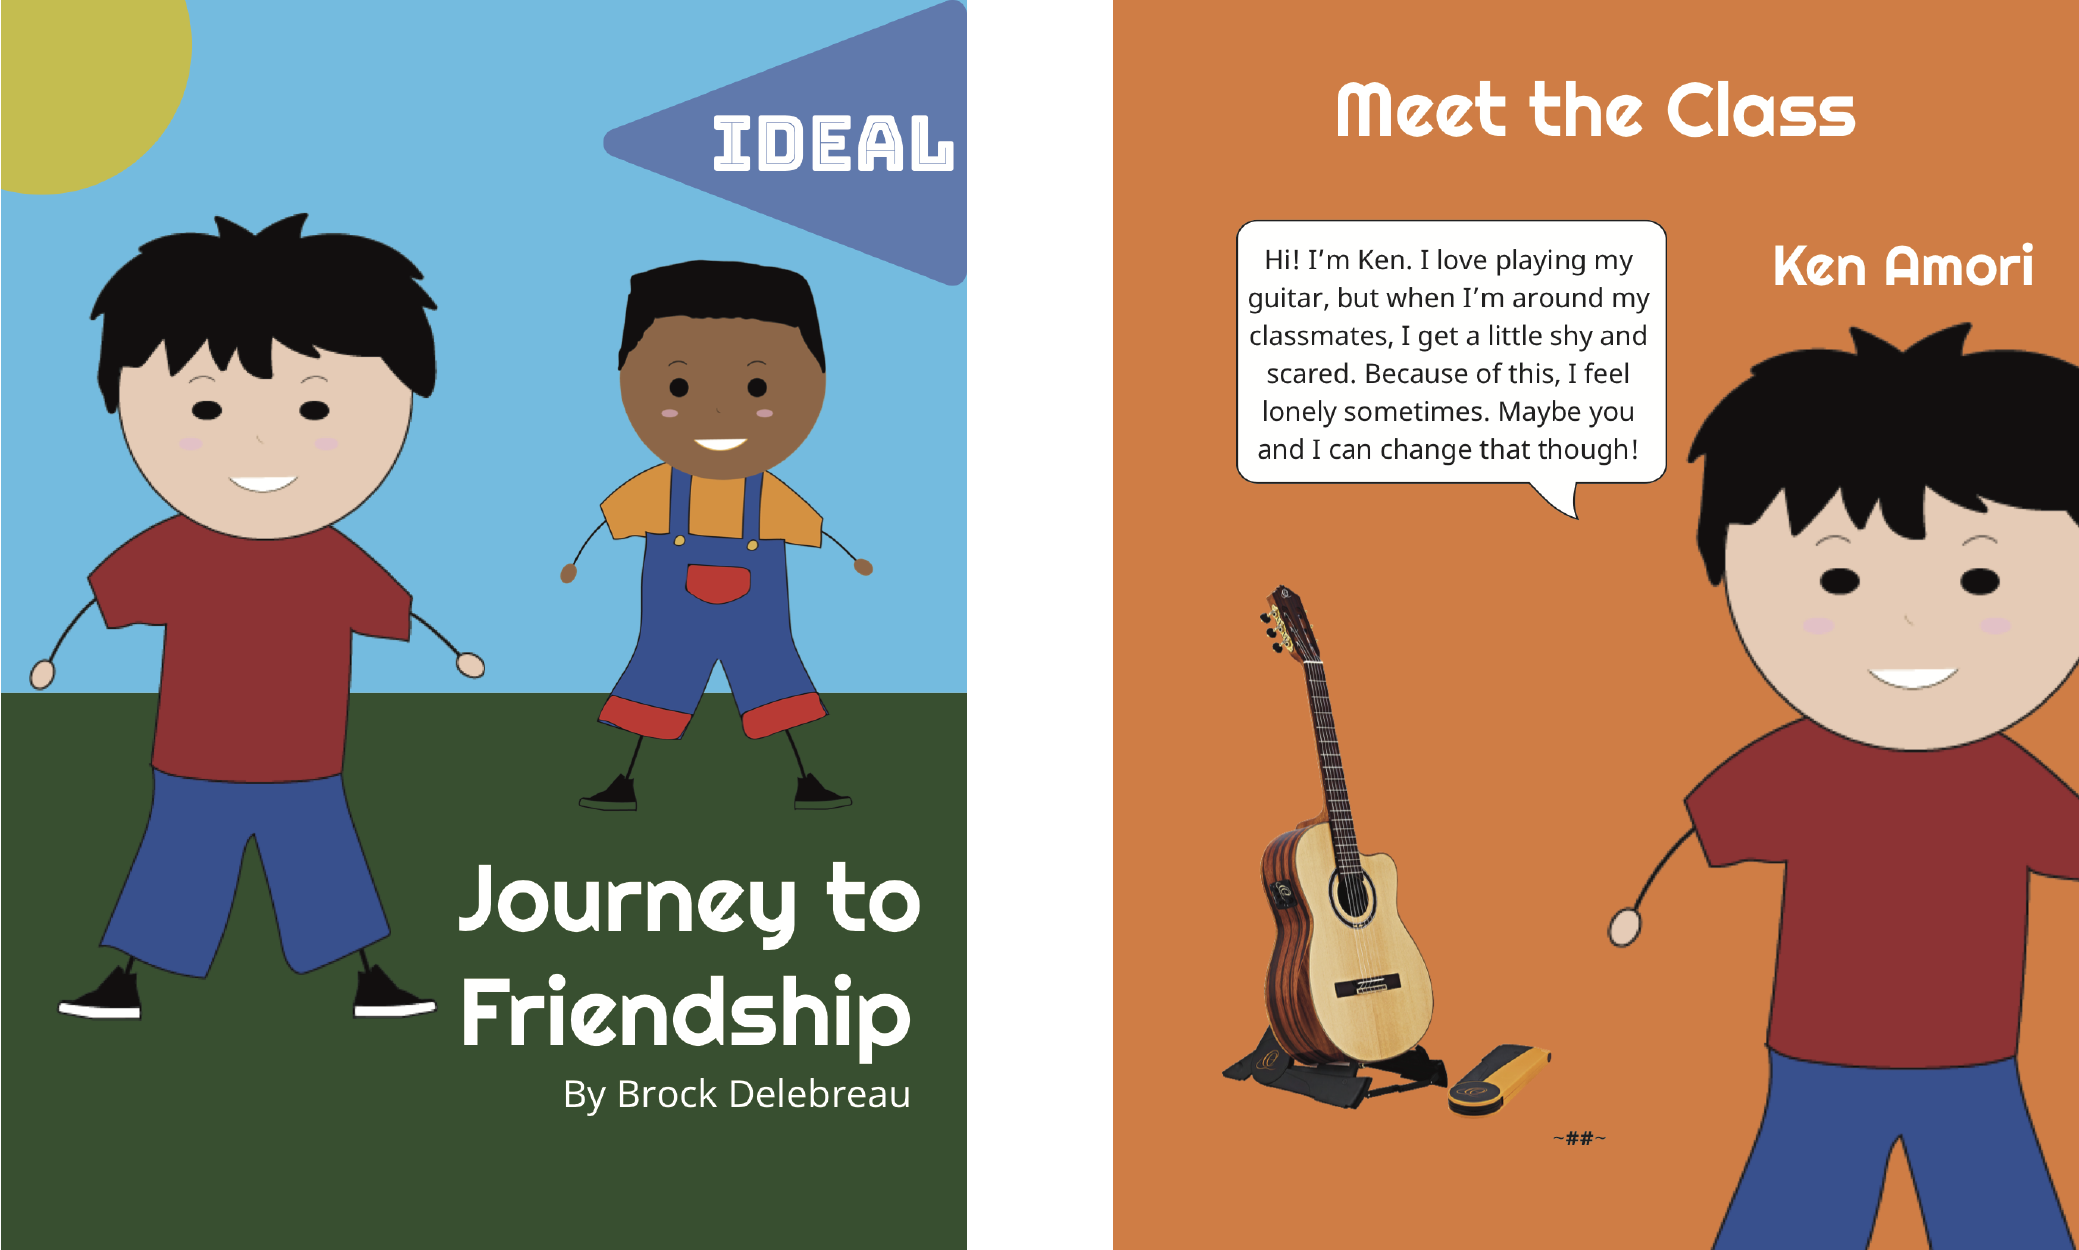 IDEAL
Journey to
Friendship
By Brock Delebreau
Meet the Class
Hi! I’m Ken. I love playing my
guitar, but when I’m around my
classmates, I get a little shy and
scared. Because of this, I feel
lonely sometimes. Maybe you
and I can change that though!
Ken Amori
~##~